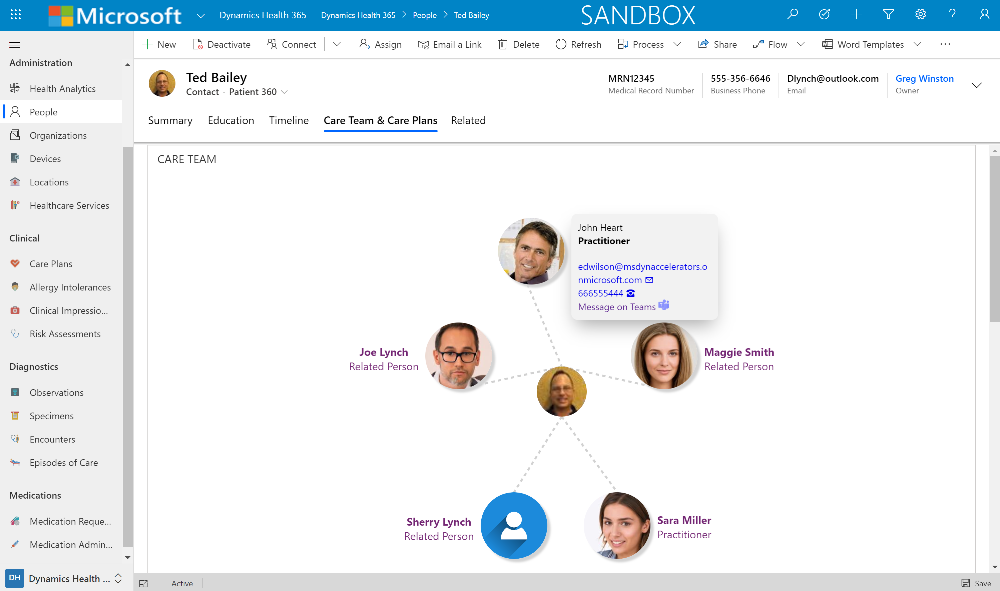 Microsoft
Dynamics Health 365
Dynamics Health 365 > People > Ted Bailey
SANDBOX
New
Deactivate
Connect
Assign
Email a Link
Delete
Refresh
Process
Share
Flow
Word Templates
Administration
Health Analytics
People
Organizations
Devices
Locations
Healthcare Services
Clinical
Care Plans
Allergy Intolerances
Clinical Impressio...
Risk Assessments
Diagnostics
Observations
Specimens
Encounters
Episodes of Care
Medications
Medication Reque...
Medication Admin...
DH Dynamics Health ...
Ted Bailey
Contact · Patient 360
MRN12345
Medical Record Number
555-356-6646
Business Phone
Dlynch@outlook.com
Email
Greg Winston
Owner
Summary
Education
Timeline
Care Team & Care Plans
Related
CARE TEAM
John Heart
Practitioner
edwilson@msdynaccelerators.o
nmicrosoft.com
666555444
Message on Teams
Joe Lynch
Related Person
Maggie Smith
Related Person
Sherry Lynch
Related Person
Sara Miller
Practitioner
Active
Save